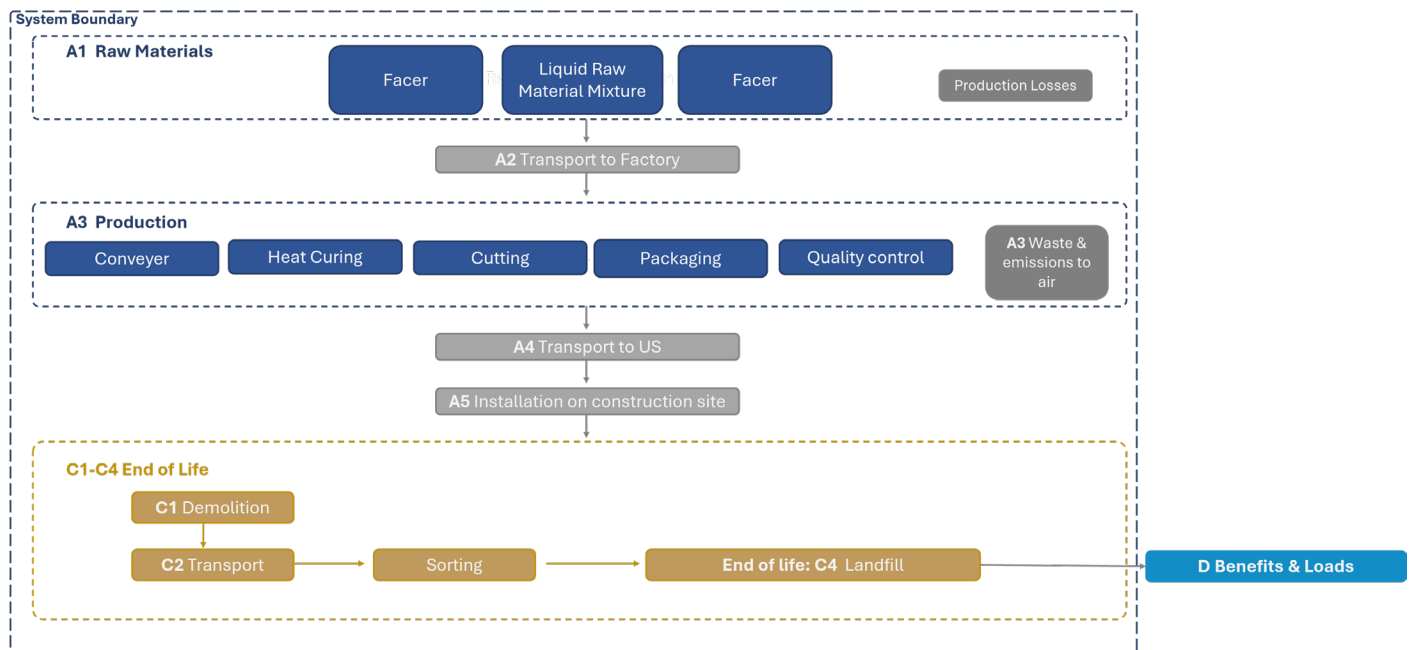 System Boundary
A1 Raw Materials
Facer
Liquid Raw
Material Mixture
Facer
Production Losses
A2 Transport to Factory
A3 Production
Conveyer
Heat Curing
Cutting
Packaging
Quality control
A3 Waste &
emissions to
air
A4 Transport to US
A5 Installation on construction site
C1-C4 End of Life
C1 Demolition
C2 Transport
Sorting
End of life: C4 Landfill
D Benefits & Loads